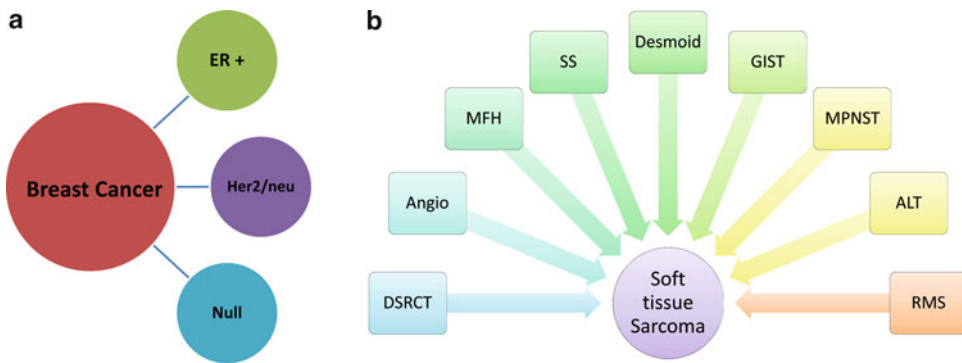 a
ER +
Breast Cancer
Her2/neu
Null
b
Desmoid
SS
GIST
MFH
MPNST
Angio
ALT
DSRCT
Soft
tissue
Sarcoma
RMS